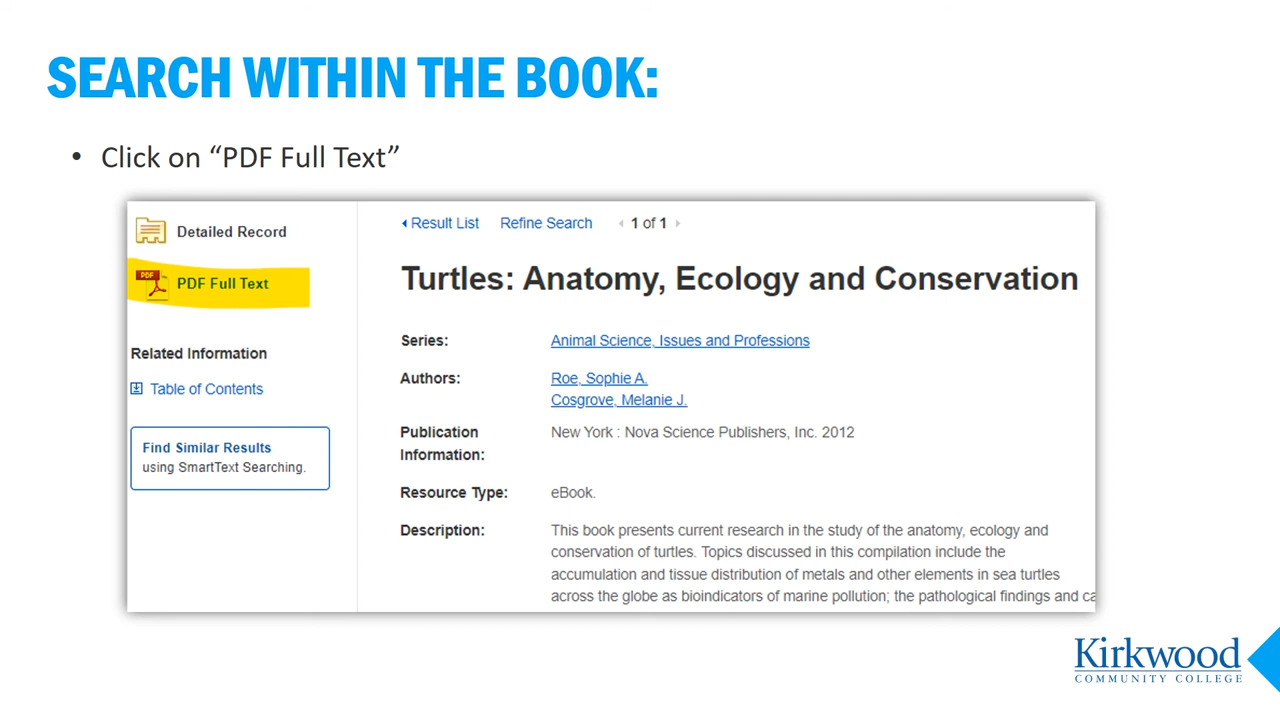 SEARCH WITHIN THE BOOK:
• Click on “PDF Full Text”
Detailed Record
PDF
PDF Full Text
Related Information
Table of Contents
Find Similar Results
using SmartText Searching.
Result List Refine Search 1 of 1
Turtles: Anatomy, Ecology and Conservation
Series: Animal Science, Issues and Professions
Authors: Roe, Sophie A.
Cosgrove, Melanie J.
Publication New York : Nova Science Publishers, Inc. 2012
Information:
Resource Type: eBook.
Description: This book presents current research in the study of the anatomy, ecology and
conservation of turtles. Topics discussed in this compilation include the
accumulation and tissue distribution of metals and other elements in sea turtles
across the globe as bioindicators of marine pollution; the pathological findings and
Kirkwood
COMMUNITY COLLEGE